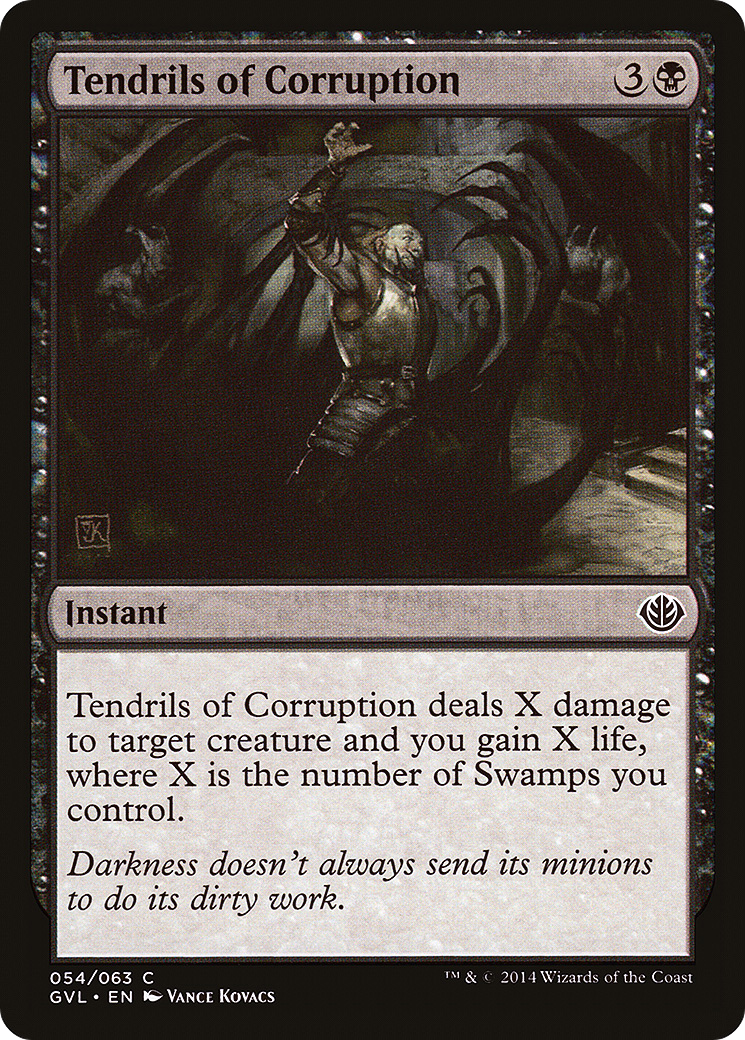 Tendrils of Corruption 3
Instant
Tendrils of Corruption deals X damage
to target creature and you gain X life,
where X is the number of Swamps you
control.
Darkness doesn't always send its minions
to do its dirty work.
054/063 C
™ & © 2014 Wizards of the Coast
GVL • EN Vance Kovacs